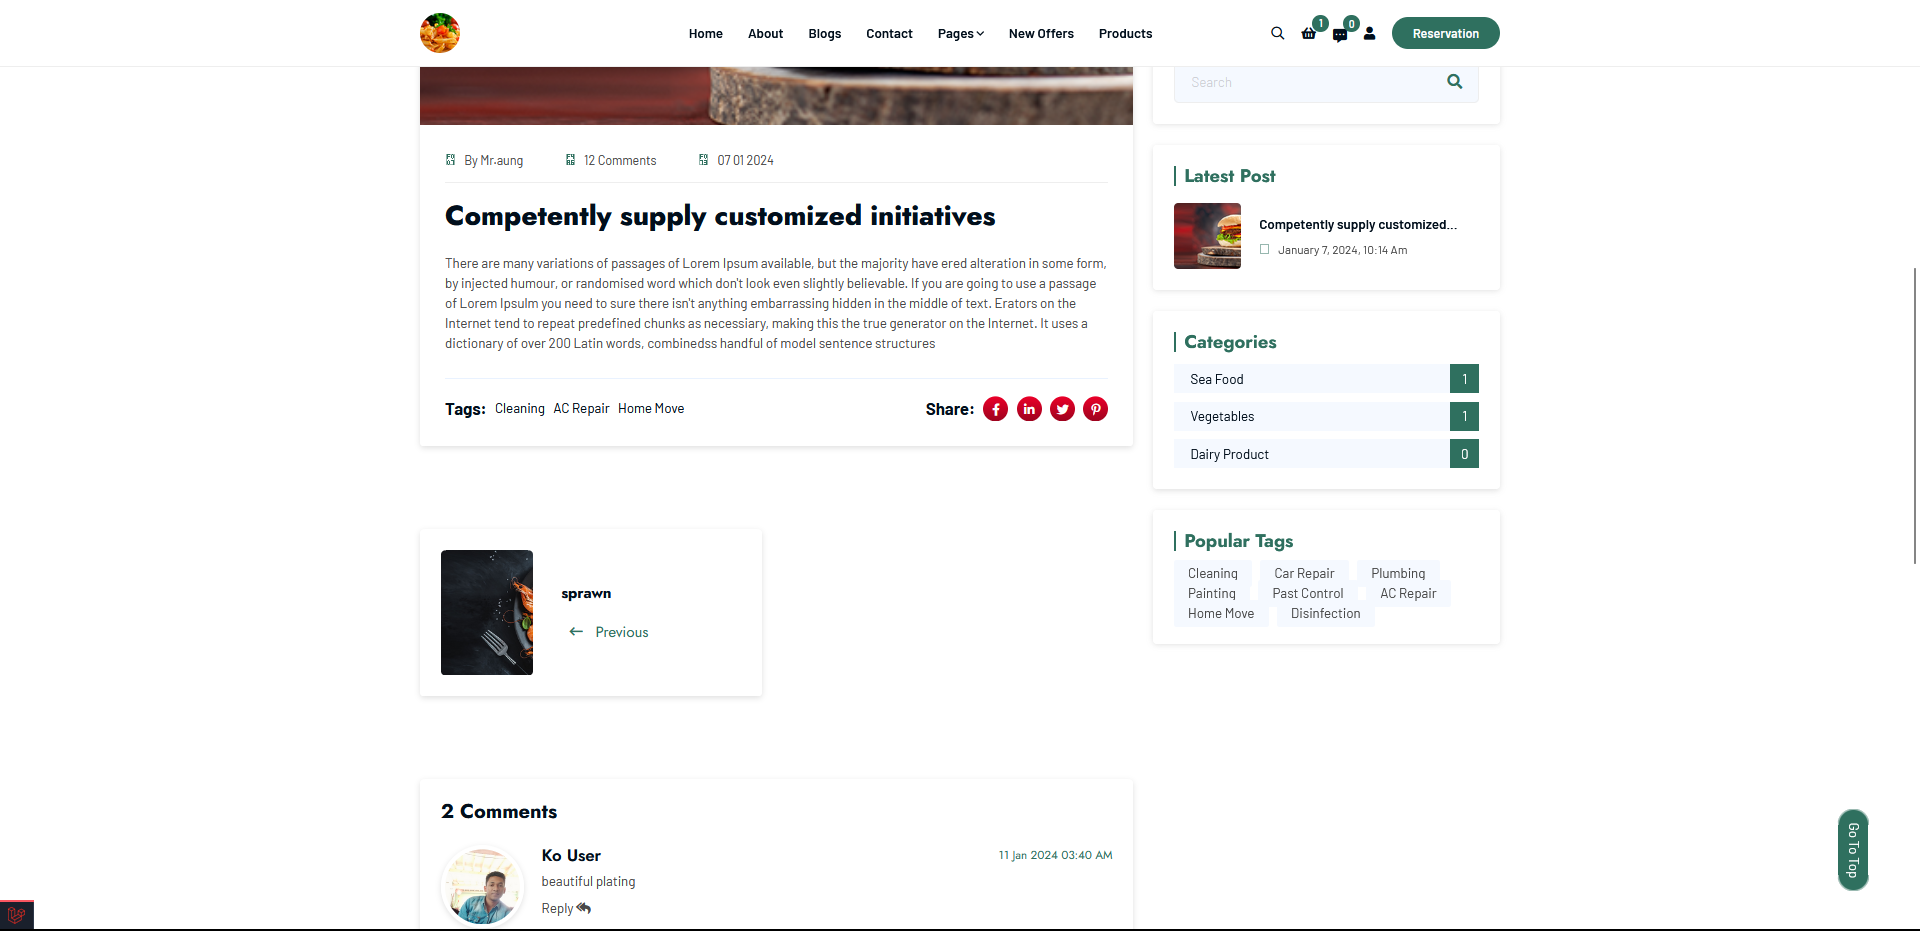 Home About Blogs Contact Pages New Offers Products
1
0
Reservation
Search
By Mr.aung 12 Comments 07 01 2024
Competently supply customized initiatives
There are many variations of passages of Lorem Ipsum available, but the majority have ered alteration in some form,
by injected humour, or randomised word which don't look even slightly believable. If you are going to use a passage
of Lorem Ipsulm you need to sure there isn't anything embarrassing hidden in the middle of text. Erators on the
Internet tend to repeat predefined chunks as necessiary, making this the true generator on the Internet. It uses a
dictionary of over 200 Latin words, combinedss handful of model sentence structures
Tags: Cleaning AC Repair Home Move
Share:
Latest Post
Competently supply customized...
January 7, 2024, 10:14 Am
Categories
Sea Food 1
Vegetables 1
Dairy Product 0
Popular Tags
Cleaning Car Repair Plumbing
Painting Past Control AC Repair
Home Move Disinfection
sprawn
Previous
2 Comments
Ko User
11 Jan 2024 03:40 AM
beautiful plating
Reply
Go To Top